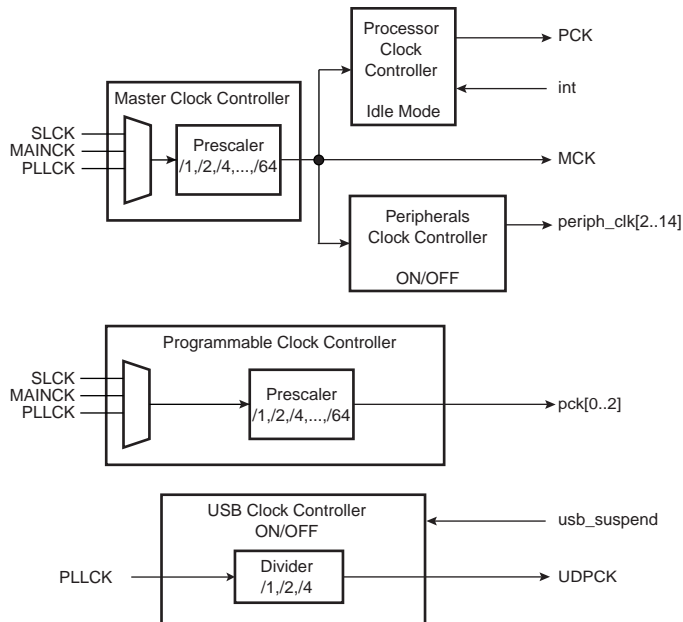 Processor
Clock
Controller
Idle Mode
PCK
int
Master Clock Controller
SLCK
MAINCK
PLLCK
Prescaler
/1,/2,/4,...,/64
MCK
Peripherals
Clock Controller
ON/OFF
periph_clk[2..14]
Programmable Clock Controller
SLCK
MAINCK
PLLCK
Prescaler
/1,/2,/4,...,/64
pck[0..2]
USB Clock Controller
ON/OFF
usb_suspend
PLLCK
Divider
/1,/2,/4
UDPCK